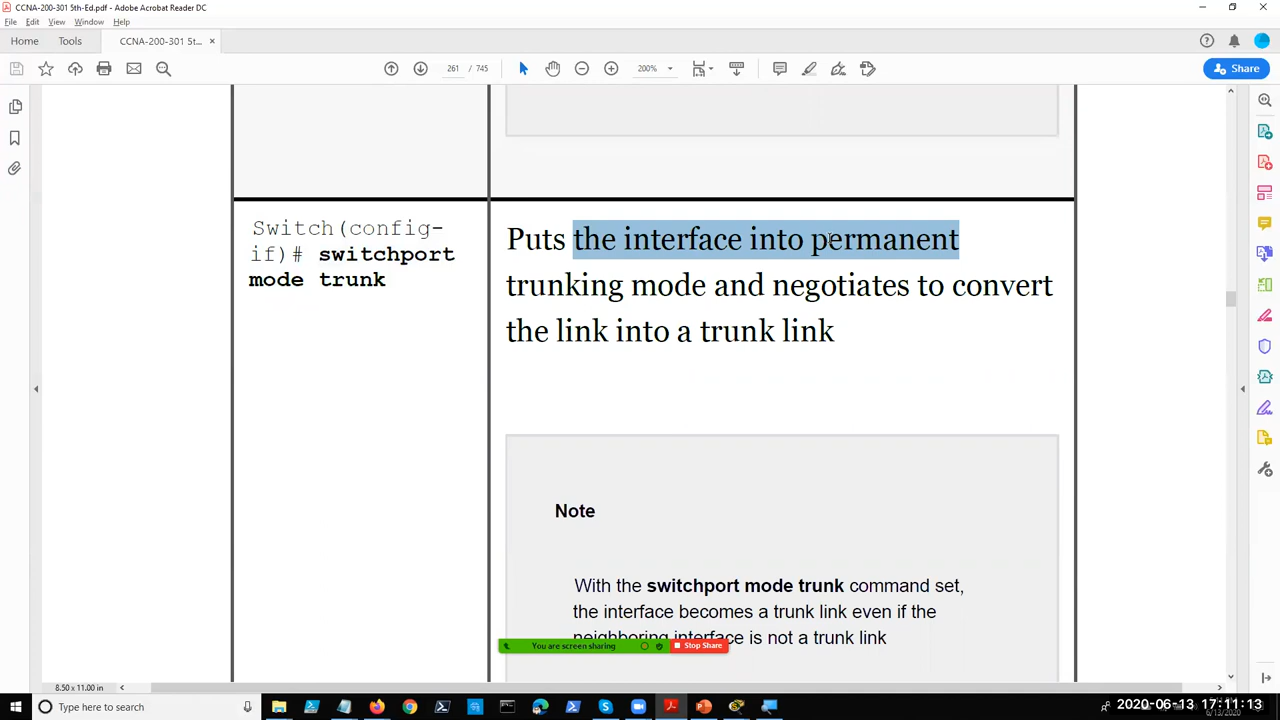 CCNA-200-301 5th-Ed.pdf - Adobe Acrobat Reader DC
File Edit View Window Help
Home Tools CCNA-200-301 5t... ×
261 / 745 200% Share
Switch(config-
if)# switchport
mode trunk
Puts the interface into permanent
trunking mode and negotiates to convert
the link into a trunk link
Note
With the switchport mode trunk command set,
the interface becomes a trunk link even if the
neighboring interface is not a trunk link
You are screen sharing Stop Share
8.50 x 11.00 in
Type here to search
2020-06-13 17:11:13
6/13/2020